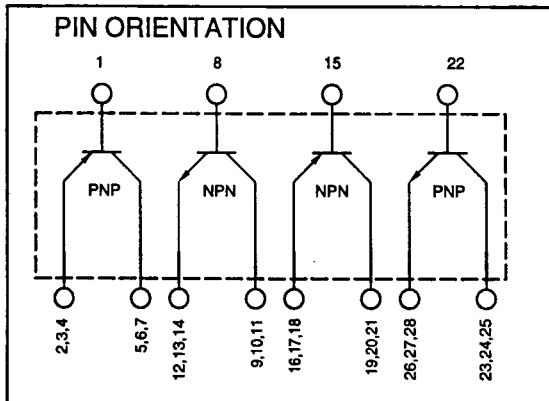 PIN ORIENTATION
1 8 15 22
PNP NPN NPN PNP
2,3,4 5,6,7 12,13,14 9,10,11 16,17,18 19,20,21 26,27,28 23,24,25